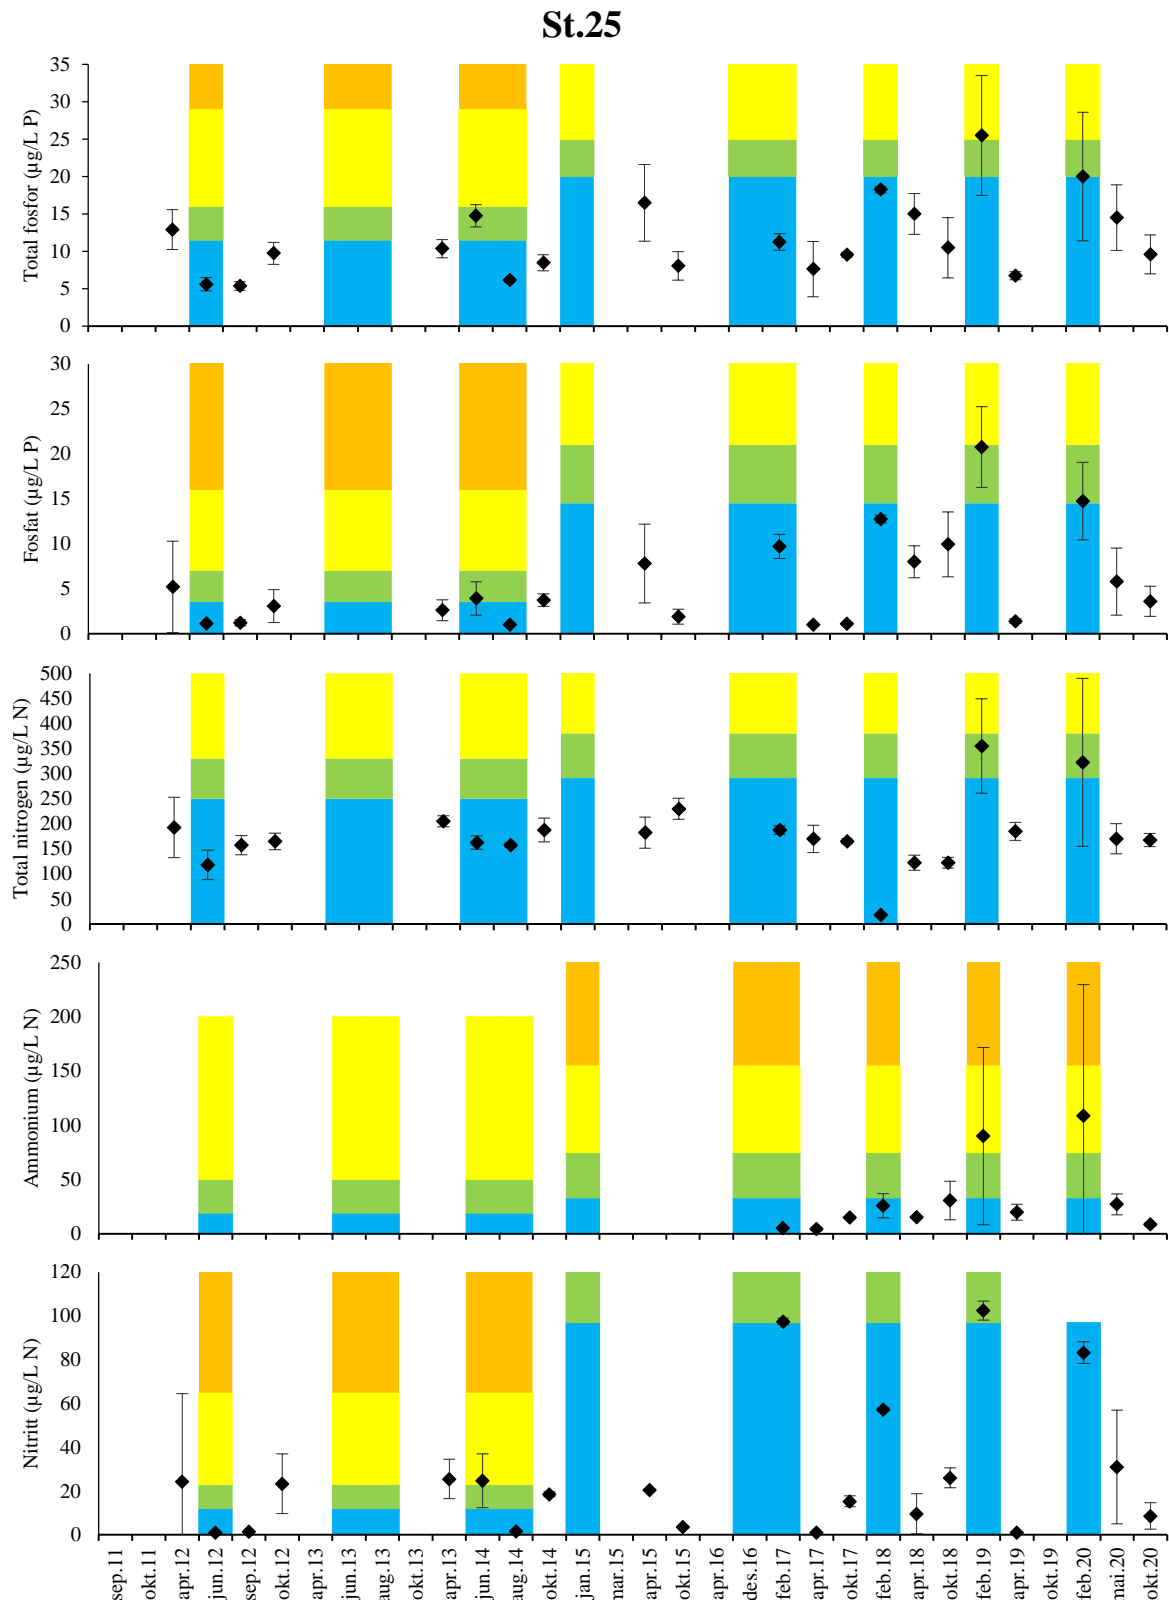 St.25
Total fosfor (µg/L P)
35
30
25
20
15
10
5
0
Fosfat (µg/L P)
30
25
20
15
10
5
0
Total nitrogen (µg/L N)
500
450
400
350
300
250
200
150
100
50
0
Ammonium (µg/L N)
250
200
150
100
50
0
Nitritt (µg/L N)
120
100
80
60
40
20
0
sep.11
okt.11
apr.12
jun.12
sep.12
okt.12
apr.13
jun.13
aug.13
okt.13
apr.13
jun.14
aug.14
okt.14
jan.15
mar.15
apr.15
okt.15
apr.16
des.16
feb.17
apr.17
okt.17
feb.18
apr.18
okt.18
feb.19
apr.19
okt.19
feb.20
mai.20
okt.20